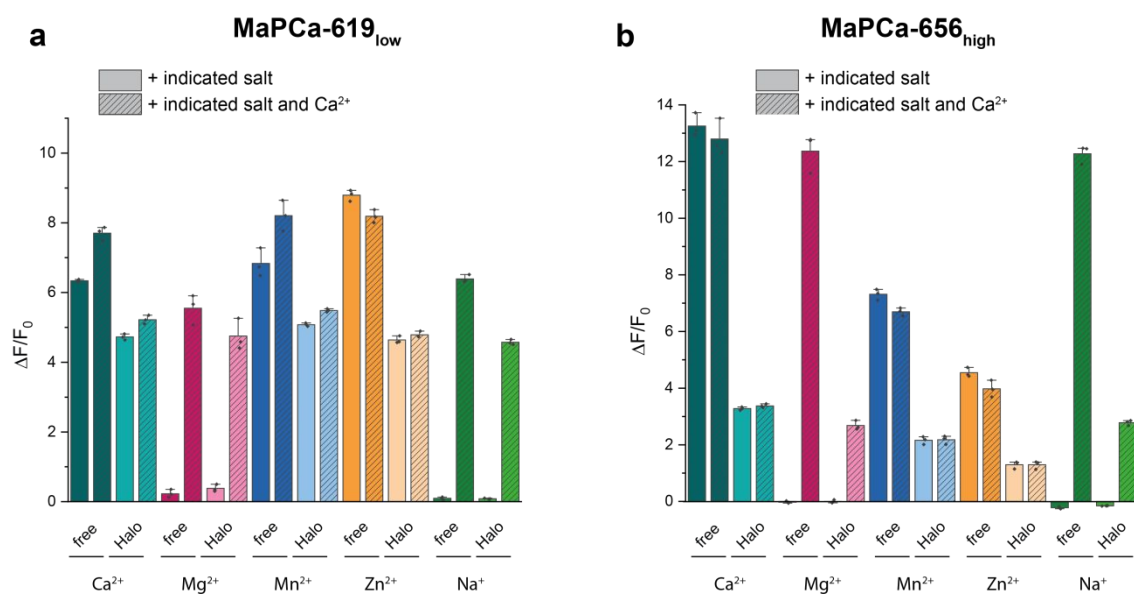 a
MaPCa-619low
+ indicated salt
+ indicated salt and Ca²⁺
ΔF/F₀
10
8
6
4
2
0
free
Halo
free
Halo
free
Halo
free
Halo
free
Halo
Ca²⁺
Mg²⁺
Mn²⁺
Zn²⁺
Na⁺
b
MaPCa-656high
+ indicated salt
+ indicated salt and Ca²⁺
ΔF/F₀
14
12
10
8
6
4
2
0
free
Halo
free
Halo
free
Halo
free
Halo
free
Halo
Ca²⁺
Mg²⁺
Mn²⁺
Zn²⁺
Na⁺